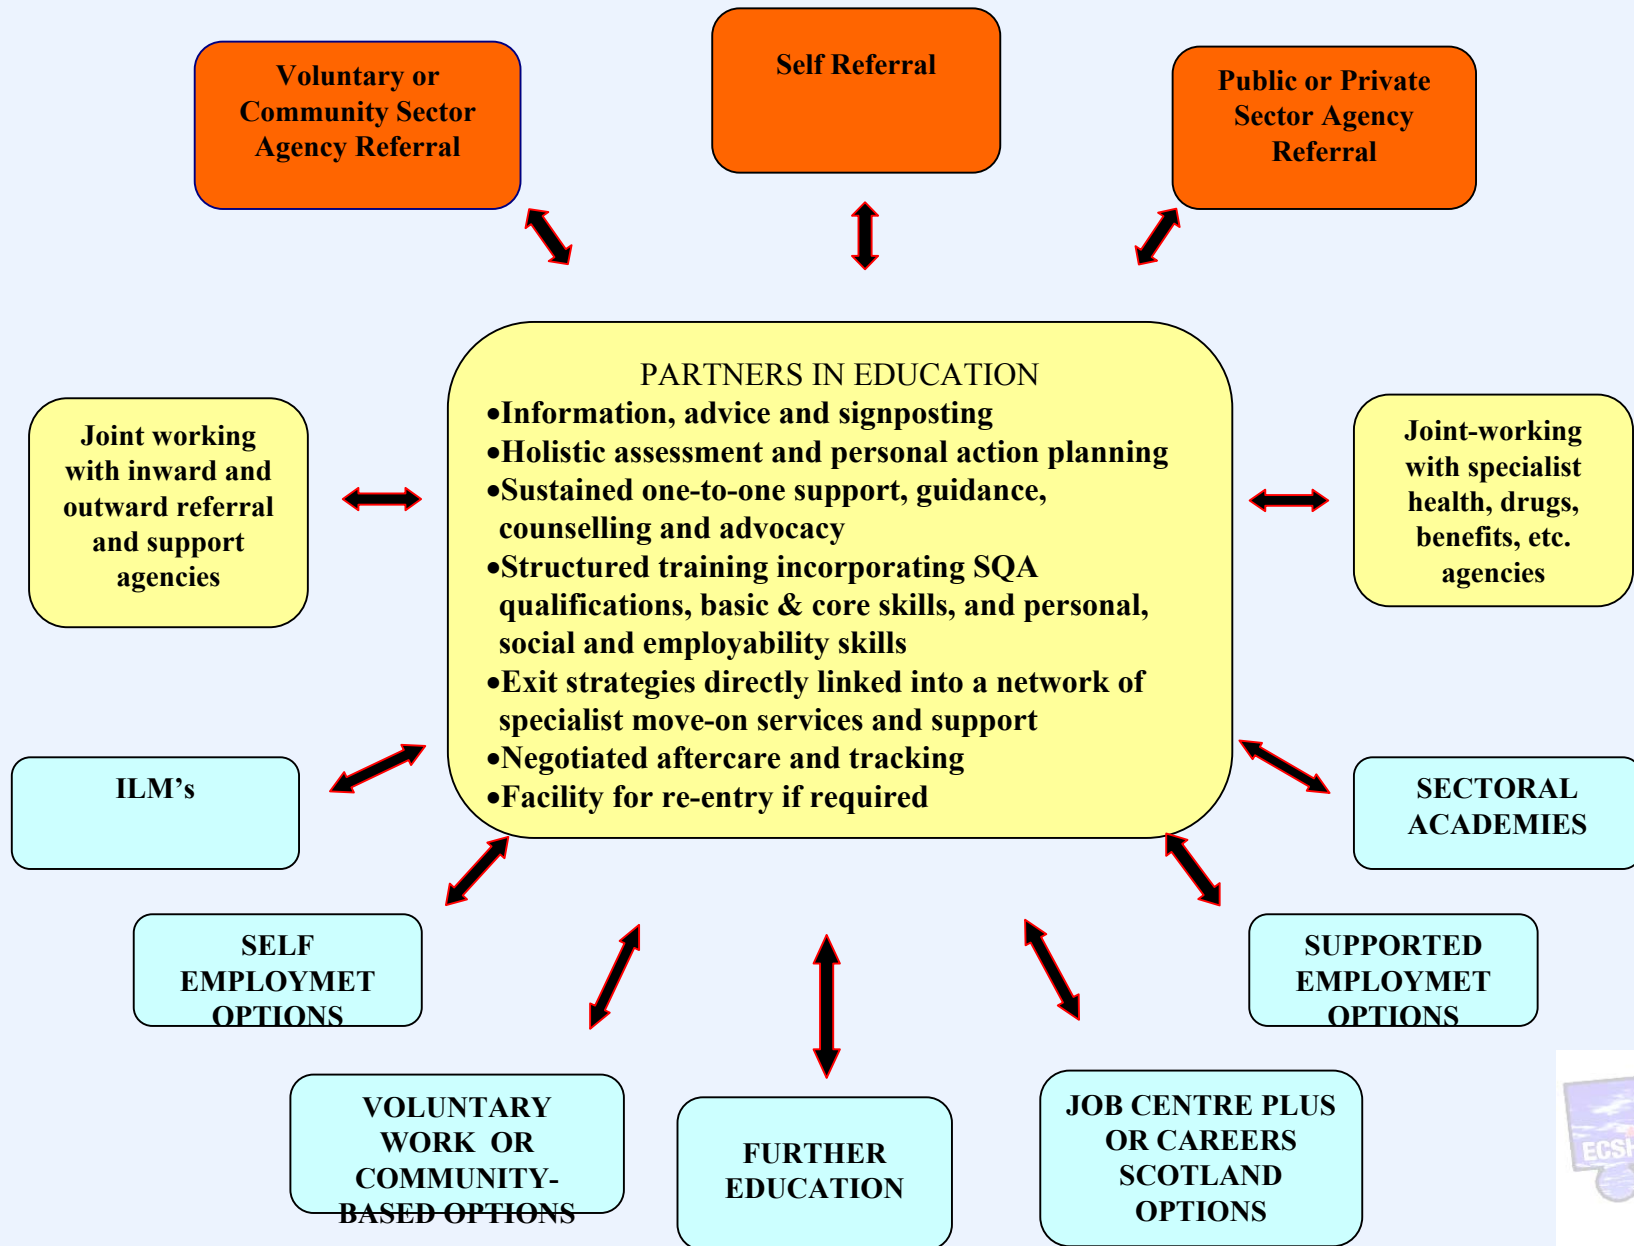 Voluntary or
Community Sector
Agency Referral
Self Referral
Public or Private
Sector Agency
Referral
PARTNERS IN EDUCATION
•Information, advice and signposting
•Holistic assessment and personal action planning
•Sustained one-to-one support, guidance,
counselling and advocacy
•Structured training incorporating SQA
qualifications, basic & core skills, and personal,
social and employability skills
•Exit strategies directly linked into a network of
specialist move-on services and support
•Negotiated aftercare and tracking
•Facility for re-entry if required
Joint working
with inward and
outward referral
and support
agencies
Joint-working
with specialist
health, drugs,
benefits, etc.
agencies
ILM’s
SECTORAL
ACADEMIES
SELF
EMPLOYMET
OPTIONS
SUPPORTED
EMPLOYMET
OPTIONS
VOLUNTARY
WORK OR
COMMUNITY-
BASED OPTIONS
FURTHER
EDUCATION
JOB CENTRE PLUS
OR CAREERS
SCOTLAND
OPTIONS